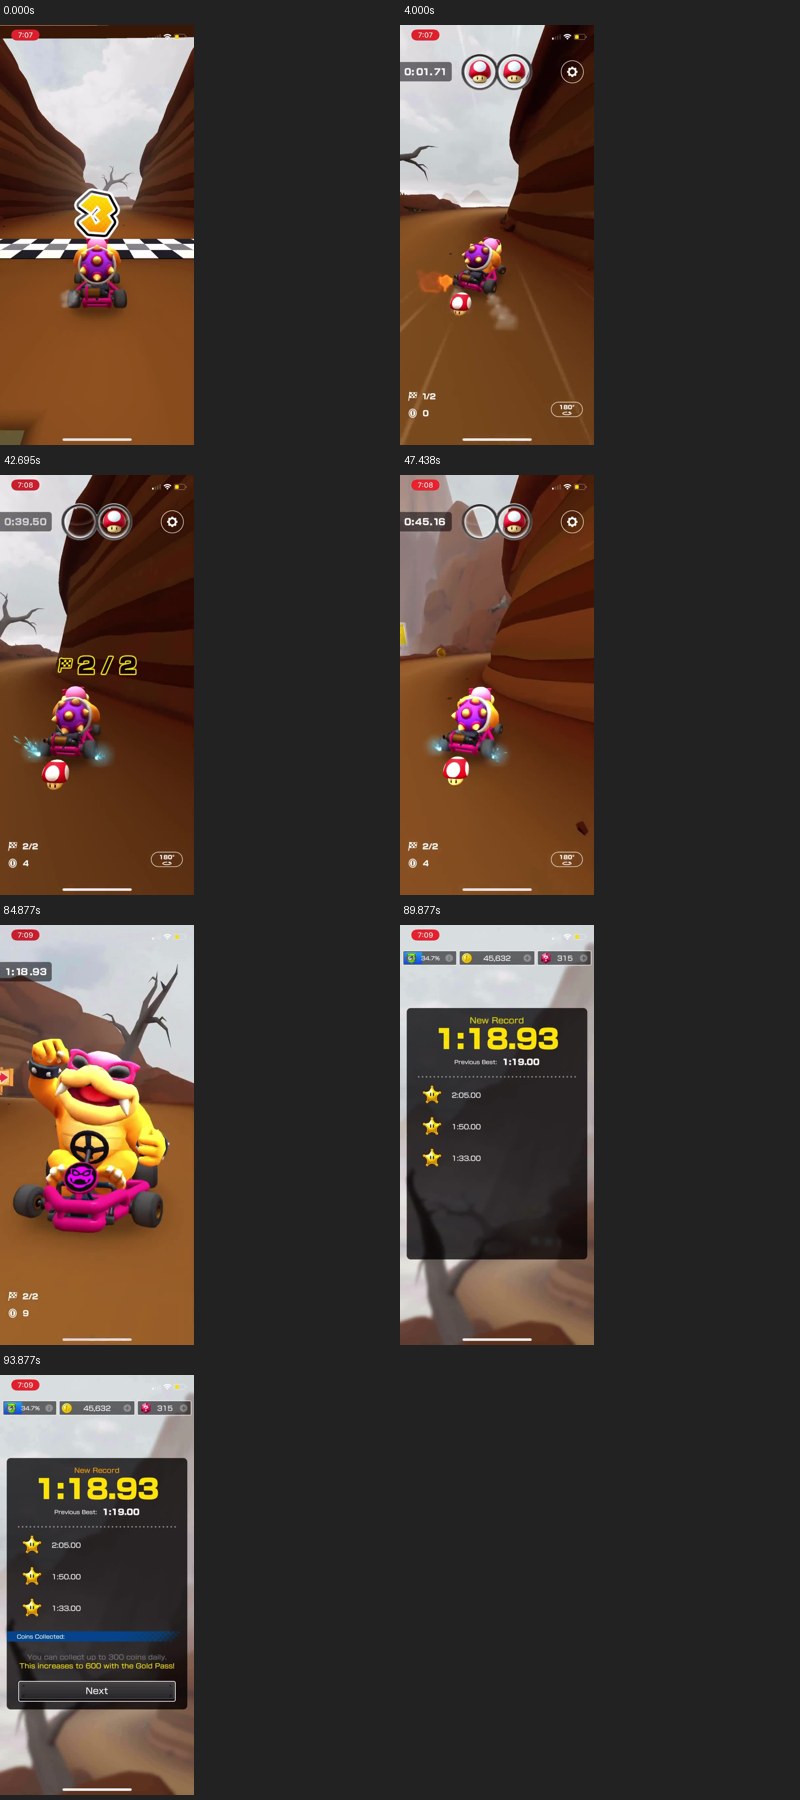 0.000s
7:07
3
4.000s
7:07
0:01.71
1/2
0
180°
42.695s
7:08
0:39.50
2/2
2/2
4
180°
47.438s
7:08
0:45.16
2/2
4
180°
84.877s
7:09
1:18.93
2/2
9
89.877s
7:09
34.7%
45,632
315
New Record
1:18.93
Previous Best: 1:19.00
2:05.00
1:50.00
1:33.00
93.877s
7:09
34.7%
45,632
315
New Record
1:18.93
Previous Best: 1:19.00
2:05.00
1:50.00
1:33.00
Coins Collected:
You can collect up to 300 coins daily.
This increases to 600 with the Gold Pass!
Next